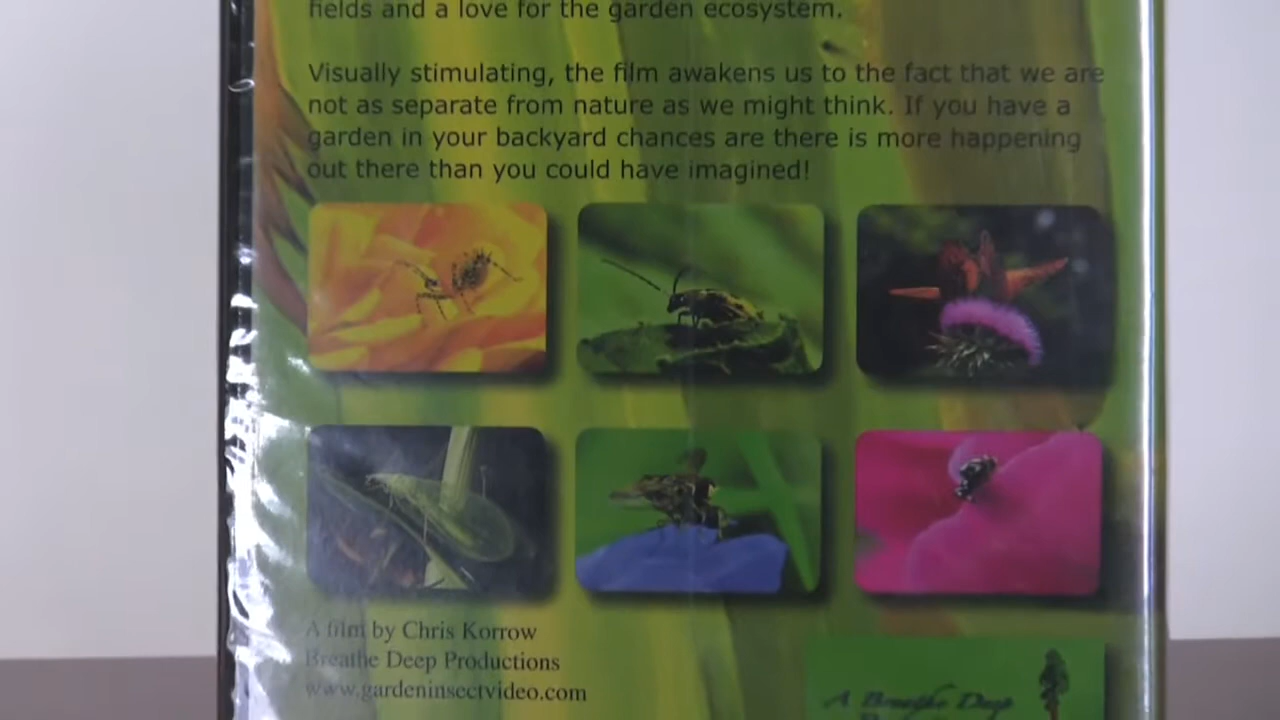 fields and a love for the garden ecosystem.
Visually stimulating, the film awakens us to the fact that we are
not as separate from nature as we might think. If you have a
garden in your backyard chances are there is more happening
out there than you could have imagined!
A film by Chris Korrow
Breathe Deep Productions
www.gardeninsectvideo.com
A Breathe Deep